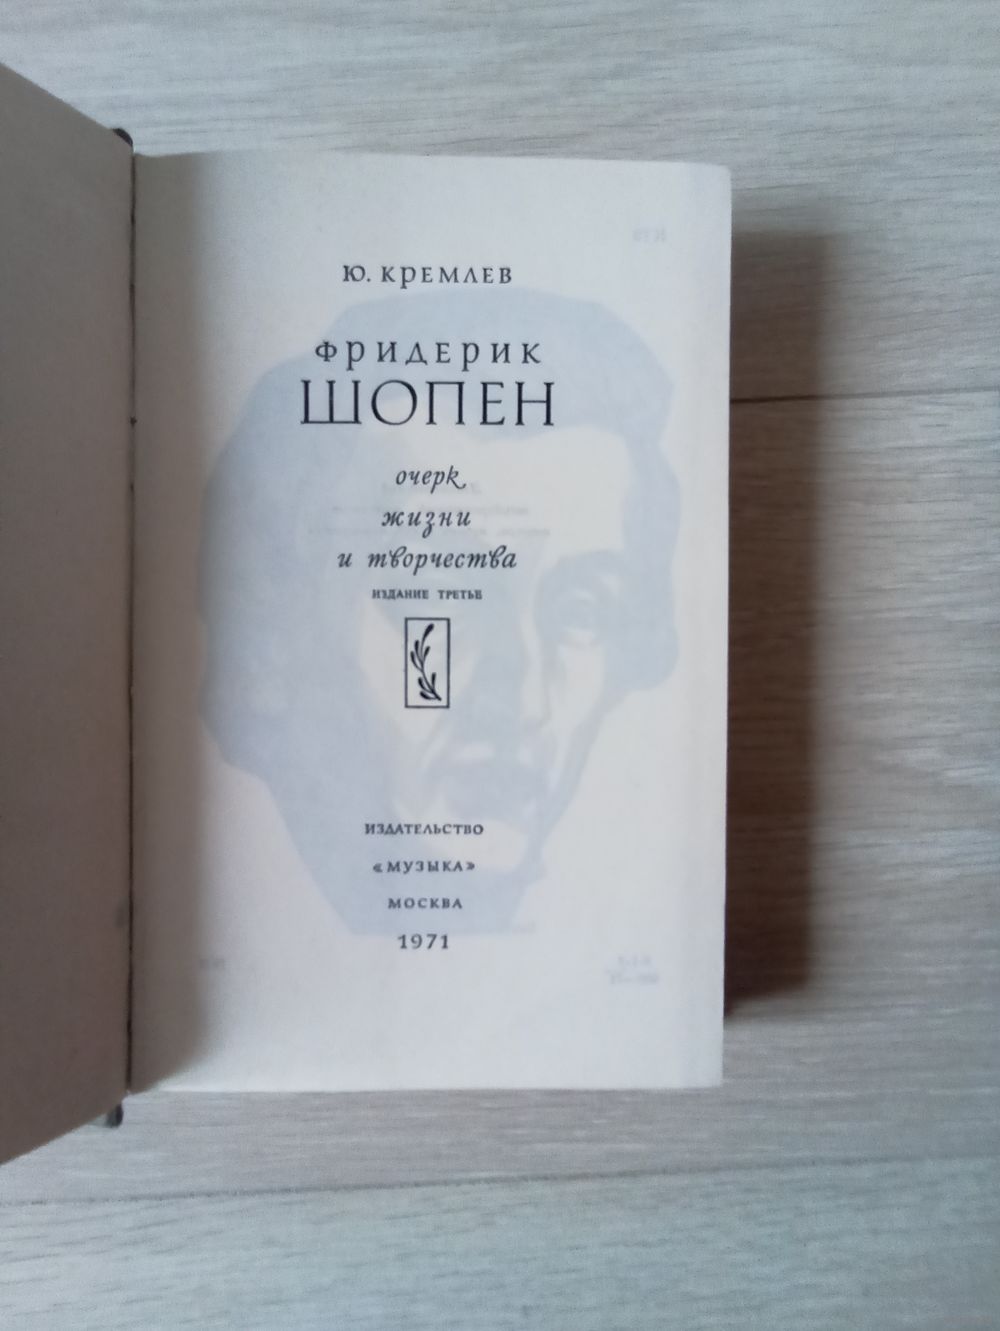 Ю. КРЕМЛЕВ
ФРИДЕРИК
ШОПЕН
очерк
жизни
и творчества
ИЗДАНИЕ ТРЕТЬЕ
ИЗДАТЕЛЬСТВО
«МУЗЫКА»
МОСКВА
1971